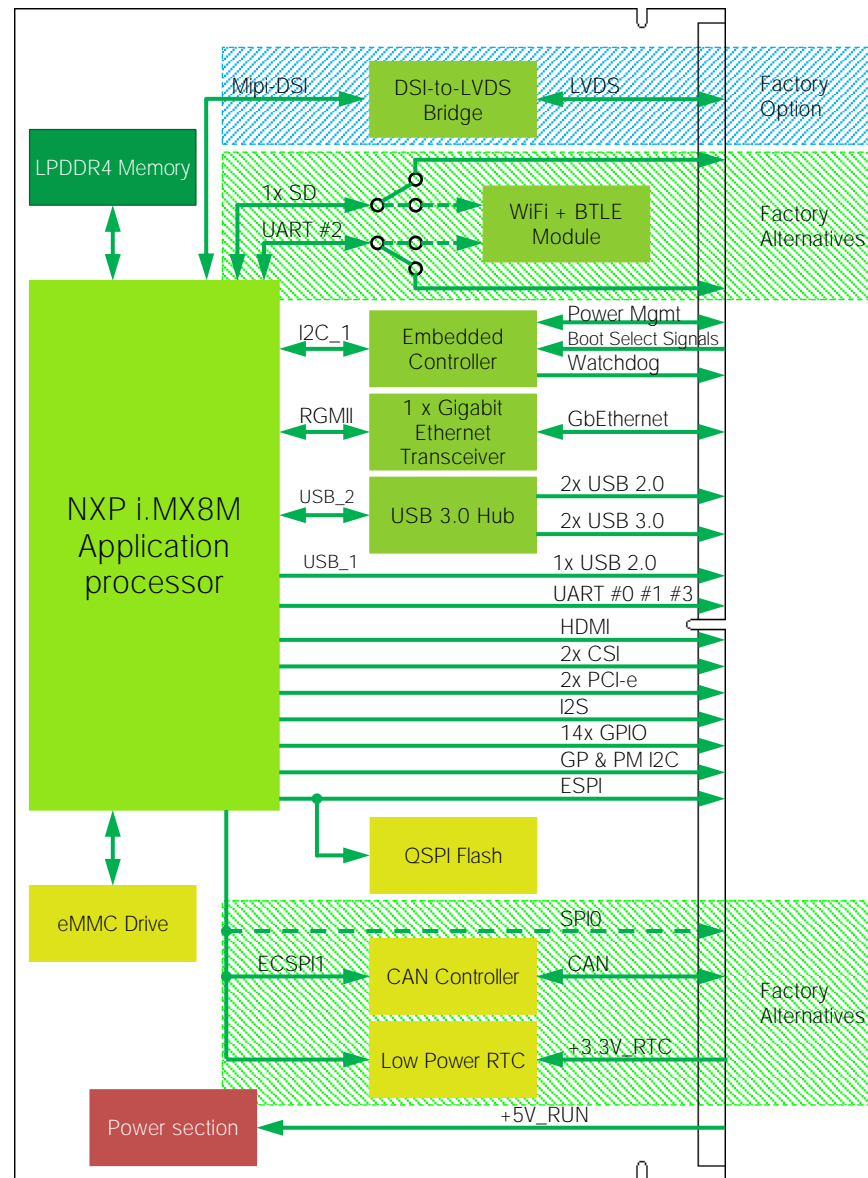 Mipi-DSI
DSI-to-LVDS
Bridge
LVDS
Factory
Option
LPDDR4 Memory
1x SD
UART #2
WiFi + BTLE
Module
Factory
Alternatives
I2C_1
Embedded
Controller
Power Mgmt
Boot Select Signals
Watchdog
RGMII
1 x Gigabit
Ethernet
Transceiver
GbEthernet
NXP i.MX8M
Application
processor
USB_2
USB 3.0 Hub
2x USB 2.0
2x USB 3.0
USB_1
1x USB 2.0
UART #0 #1 #3
HDMI
2x CSI
2x PCI-e
I2S
14x GPIO
GP & PM I2C
ESPI
QSPI Flash
eMMC Drive
SPI0
ECSPI1
CAN Controller
CAN
Factory
Alternatives
Low Power RTC
+3.3V_RTC
Power section
+5V_RUN